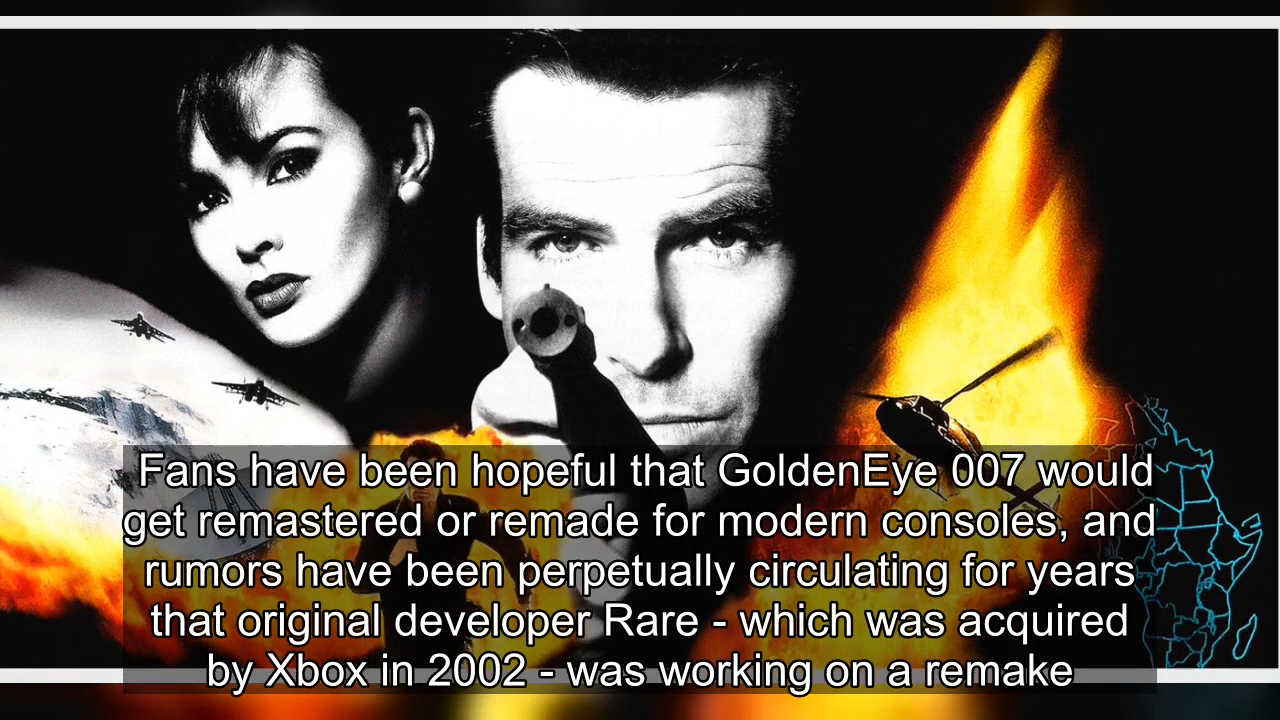 Fans have been hopeful that GoldenEye 007 would
get remastered or remade for modern consoles, and
rumors have been perpetually circulating for years
that original developer Rare - which was acquired
by Xbox in 2002 - was working on a remake